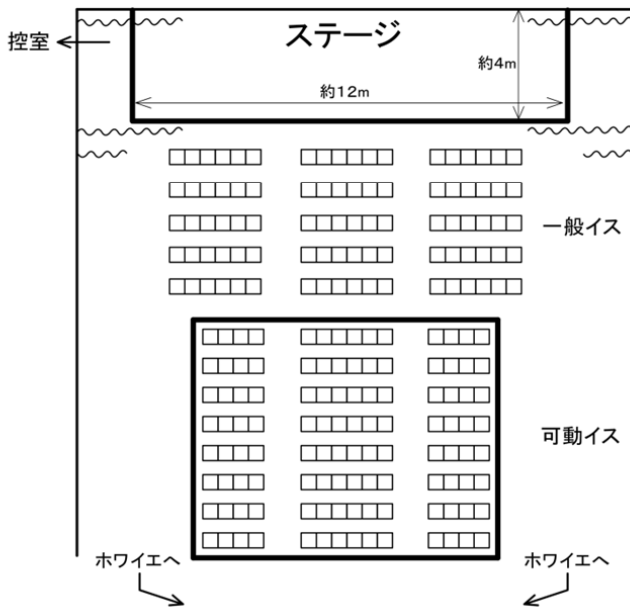 ステージ
控室
約4m
約12m
一般イス
可動イス
ホワイエへ
ホワイエへ